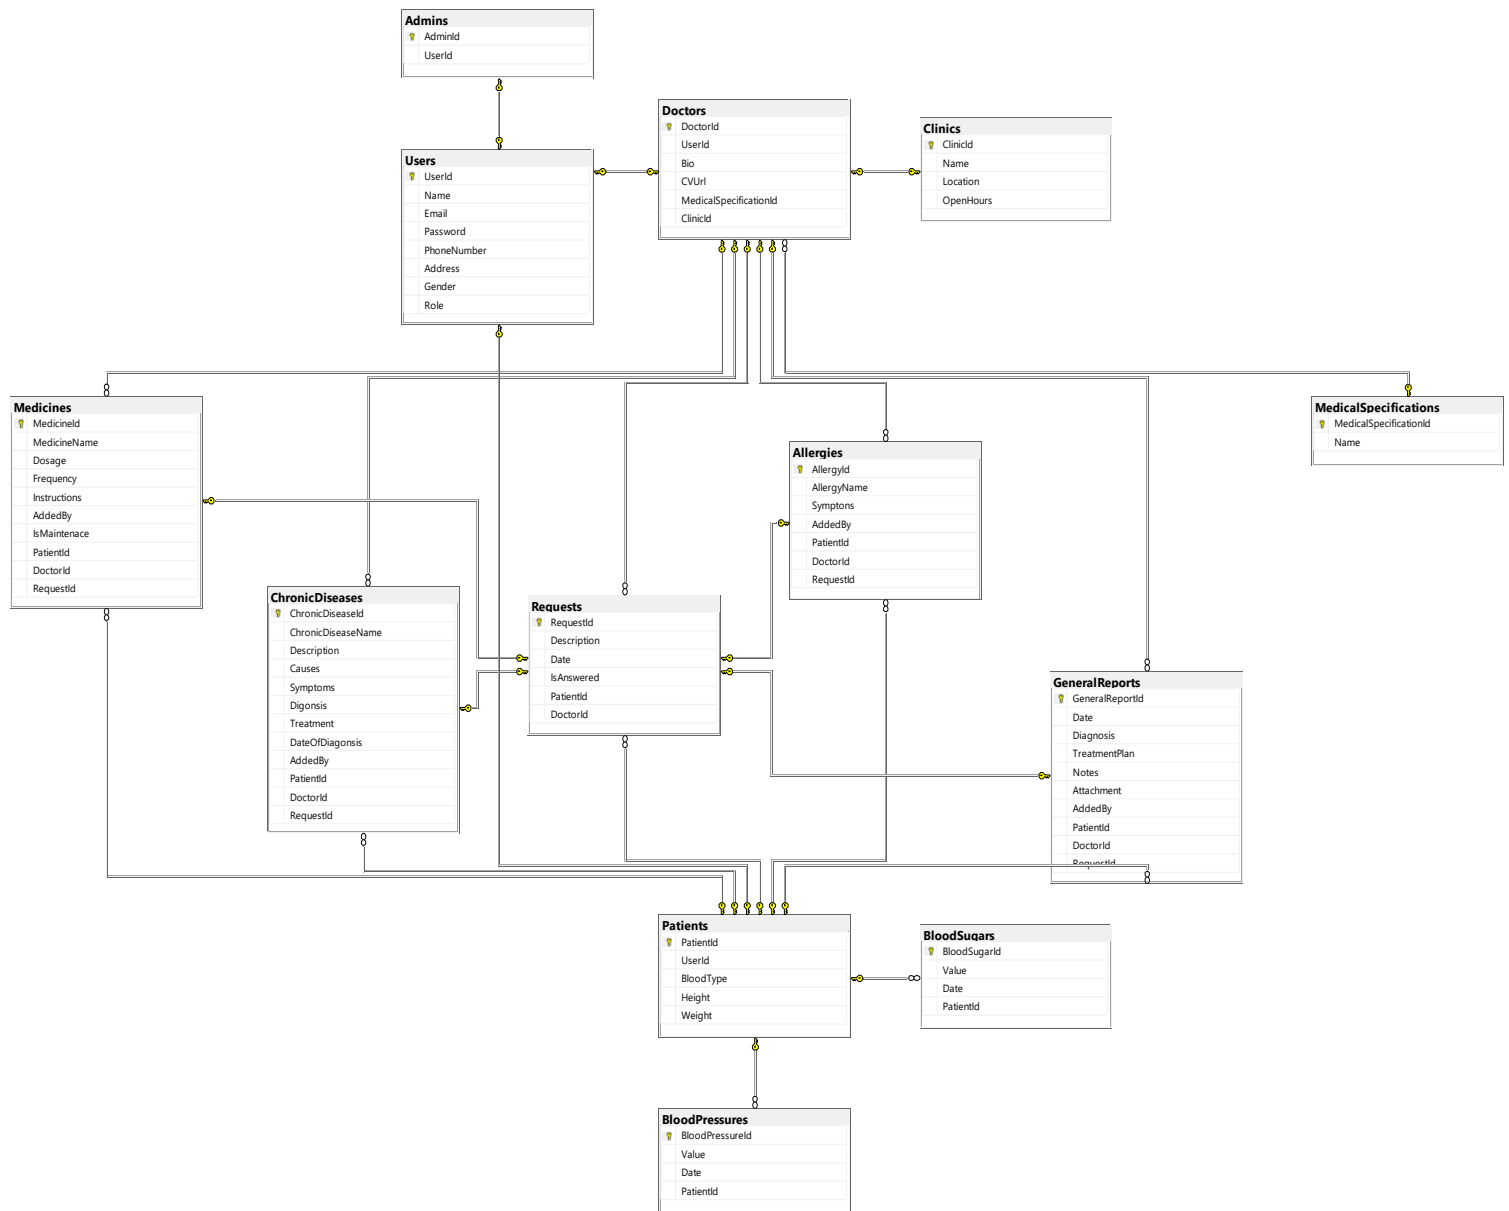 Admins
AdminId
UserId
Doctors
DoctorId
UserId
Bio
CVUrl
MedicalSpecificationId
ClinicId
Clinics
ClinicId
Name
Location
OpenHours
Users
UserId
Name
Email
Password
PhoneNumber
Address
Gender
Role
Medicines
MedicineId
MedicineName
Dosage
Frequency
Instructions
AddedBy
IsMaintenace
PatientId
DoctorId
RequestId
MedicalSpecifications
MedicalSpecificationId
Name
Allergies
AllergyId
AllergyName
Symptons
AddedBy
PatientId
DoctorId
RequestId
ChronicDiseases
ChronicDiseaseId
ChronicDiseaseName
Description
Causes
Symptoms
Digonsis
Treatment
DateOfDiagonsis
AddedBy
PatientId
DoctorId
RequestId
Requests
RequestId
Description
Date
IsAnswered
PatientId
DoctorId
GeneralReports
GeneralReportId
Date
Diagnosis
TreatmentPlan
Notes
Attachment
AddedBy
PatientId
DoctorId
RequestId
Patients
PatientId
UserId
BloodType
Height
Weight
BloodSugars
BloodSugarId
Value
Date
PatientId
BloodPressures
BloodPressureId
Value
Date
PatientId